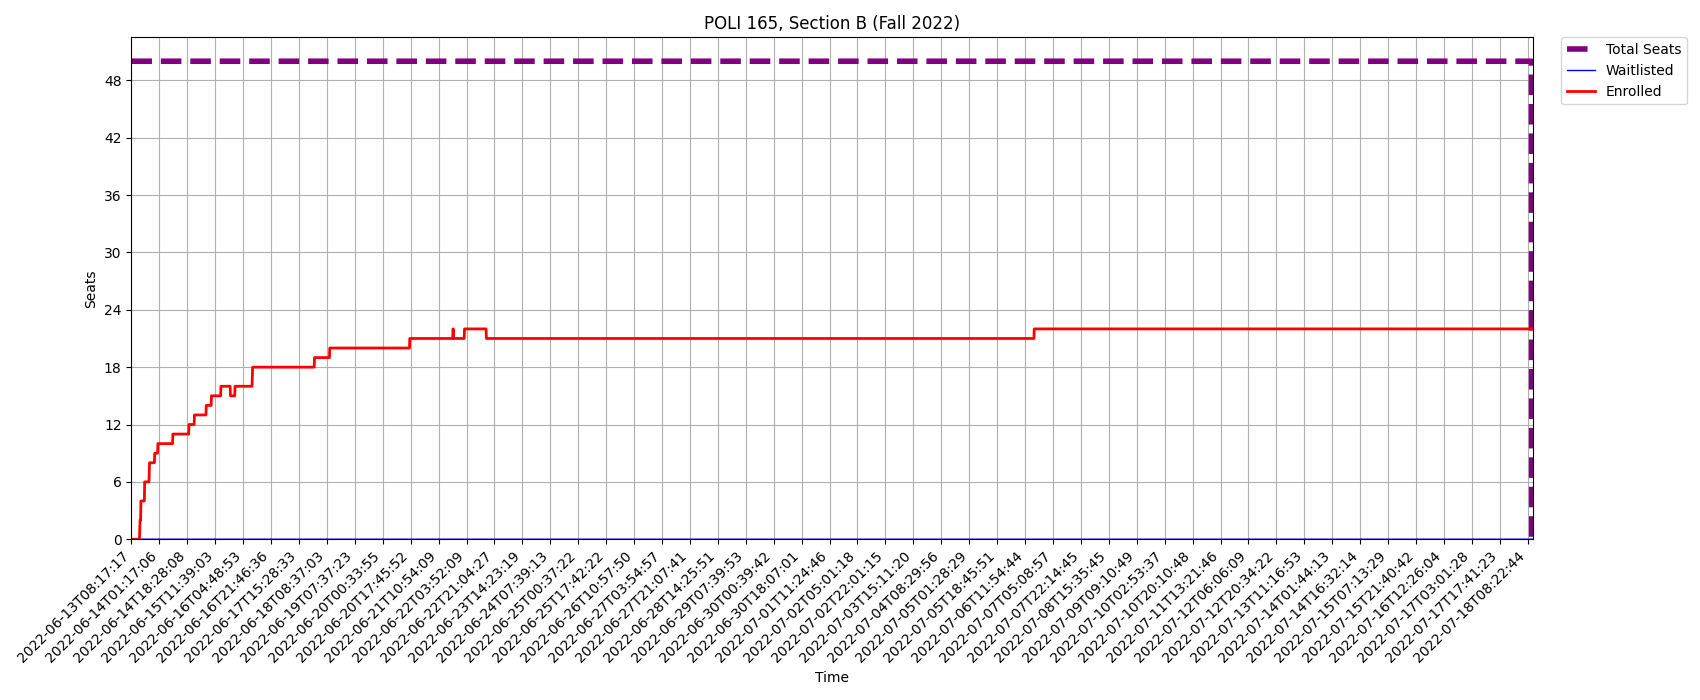 POLI 165, Section B (Fall 2022)
Total Seats
Waitlisted
Enrolled
Seats
48
42
36
30
24
18
12
6
0
2022-06-13T08:17:17
2022-06-14T01:17:06
2022-06-14T18:28:08
2022-06-15T11:39:03
2022-06-16T04:48:53
2022-06-16T21:46:36
2022-06-17T15:28:33
2022-06-18T08:37:03
2022-06-19T07:37:23
2022-06-20T00:33:55
2022-06-20T17:45:52
2022-06-21T10:54:09
2022-06-22T03:52:09
2022-06-22T21:04:27
2022-06-23T14:23:19
2022-06-24T07:39:13
2022-06-25T00:37:22
2022-06-25T17:42:22
2022-06-26T10:57:50
2022-06-27T03:54:57
2022-06-27T21:07:41
2022-06-28T14:25:51
2022-06-29T07:39:53
2022-06-30T00:39:42
2022-06-30T18:07:01
2022-07-01T11:24:46
2022-07-02T05:01:18
2022-07-02T22:01:15
2022-07-03T15:11:20
2022-07-04T08:29:56
2022-07-05T01:28:29
2022-07-05T18:45:51
2022-07-06T11:54:44
2022-07-07T05:08:57
2022-07-07T22:14:45
2022-07-08T15:35:45
2022-07-09T09:10:49
2022-07-10T02:53:37
2022-07-10T20:10:48
2022-07-11T13:21:46
2022-07-12T06:06:09
2022-07-12T20:34:22
2022-07-13T11:16:53
2022-07-14T01:44:13
2022-07-14T16:32:14
2022-07-15T07:13:29
2022-07-15T21:40:42
2022-07-16T12:26:04
2022-07-17T03:01:28
2022-07-17T17:41:23
2022-07-18T08:22:44
Time